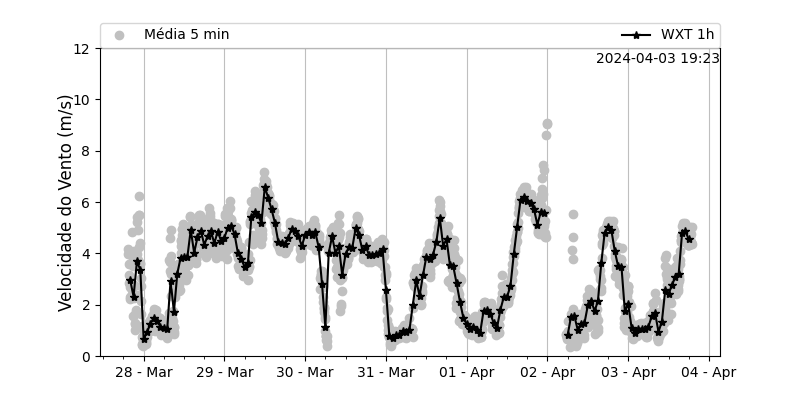 Média 5 min
WXT 1h
2024-04-03 19:23
Velocidade do Vento (m/s)
12
10
8
6
4
2
0
28 - Mar
29 - Mar
30 - Mar
31 - Mar
01 - Apr
02 - Apr
03 - Apr
04 - Apr